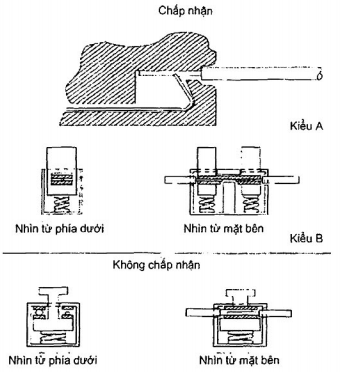 Chấp nhận
Kiểu A
Nhìn từ phía dưới
Nhìn từ mặt bên
Kiểu B
Không chấp nhận
Nhìn từ phía dưới
Nhìn từ mặt bên